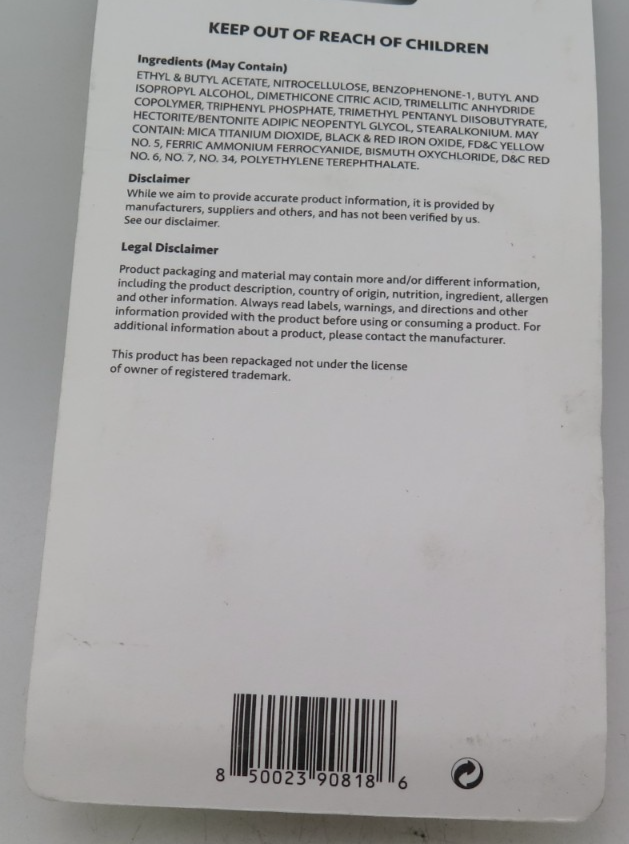 KEEP OUT OF REACH OF CHILDREN
Ingredients (May Contain)
ETHYL & BUTYL ACETATE, NITROCELLULOSE, BENZOPHENONE-1, BUTYL AND
ISOPROPYL ALCOHOL, DIMETHICONE CITRIC ACID, TRIMELLITIC ANHYDRIDE
COPOLYMER, TRIPHENYL PHOSPHATE, TRIMETHYL PENTANYL DIISOBUTYRATE,
HECTORITE/BENTONITE ADIPIC NEOPENTYL GLYCOL, STEARALKONIUM. MAY
CONTAIN: MICA TITANIUM DIOXIDE, BLACK & RED IRON OXIDE, FD&C YELLOW
NO. 5, FERRIC AMMONIUM FERROCYANIDE, BISMUTH OXYCHLORIDE, D&C RED
NO. 6, NO. 7, NO. 34, POLYETHYLENE TEREPHTHALATE.
Disclaimer
While we aim to provide accurate product information, it is provided by
manufacturers, suppliers and others, and has not been verified by us.
See our disclaimer.
Legal Disclaimer
Product packaging and material may contain more and/or different information,
including the product description, country of origin, nutrition, ingredient, allergen
and other information. Always read labels, warnings, and directions and other
information provided with the product before using or consuming a product. For
additional information about a product, please contact the manufacturer.
This product has been repackaged not under the license
of owner of registered trademark.
8 50023 90818 6